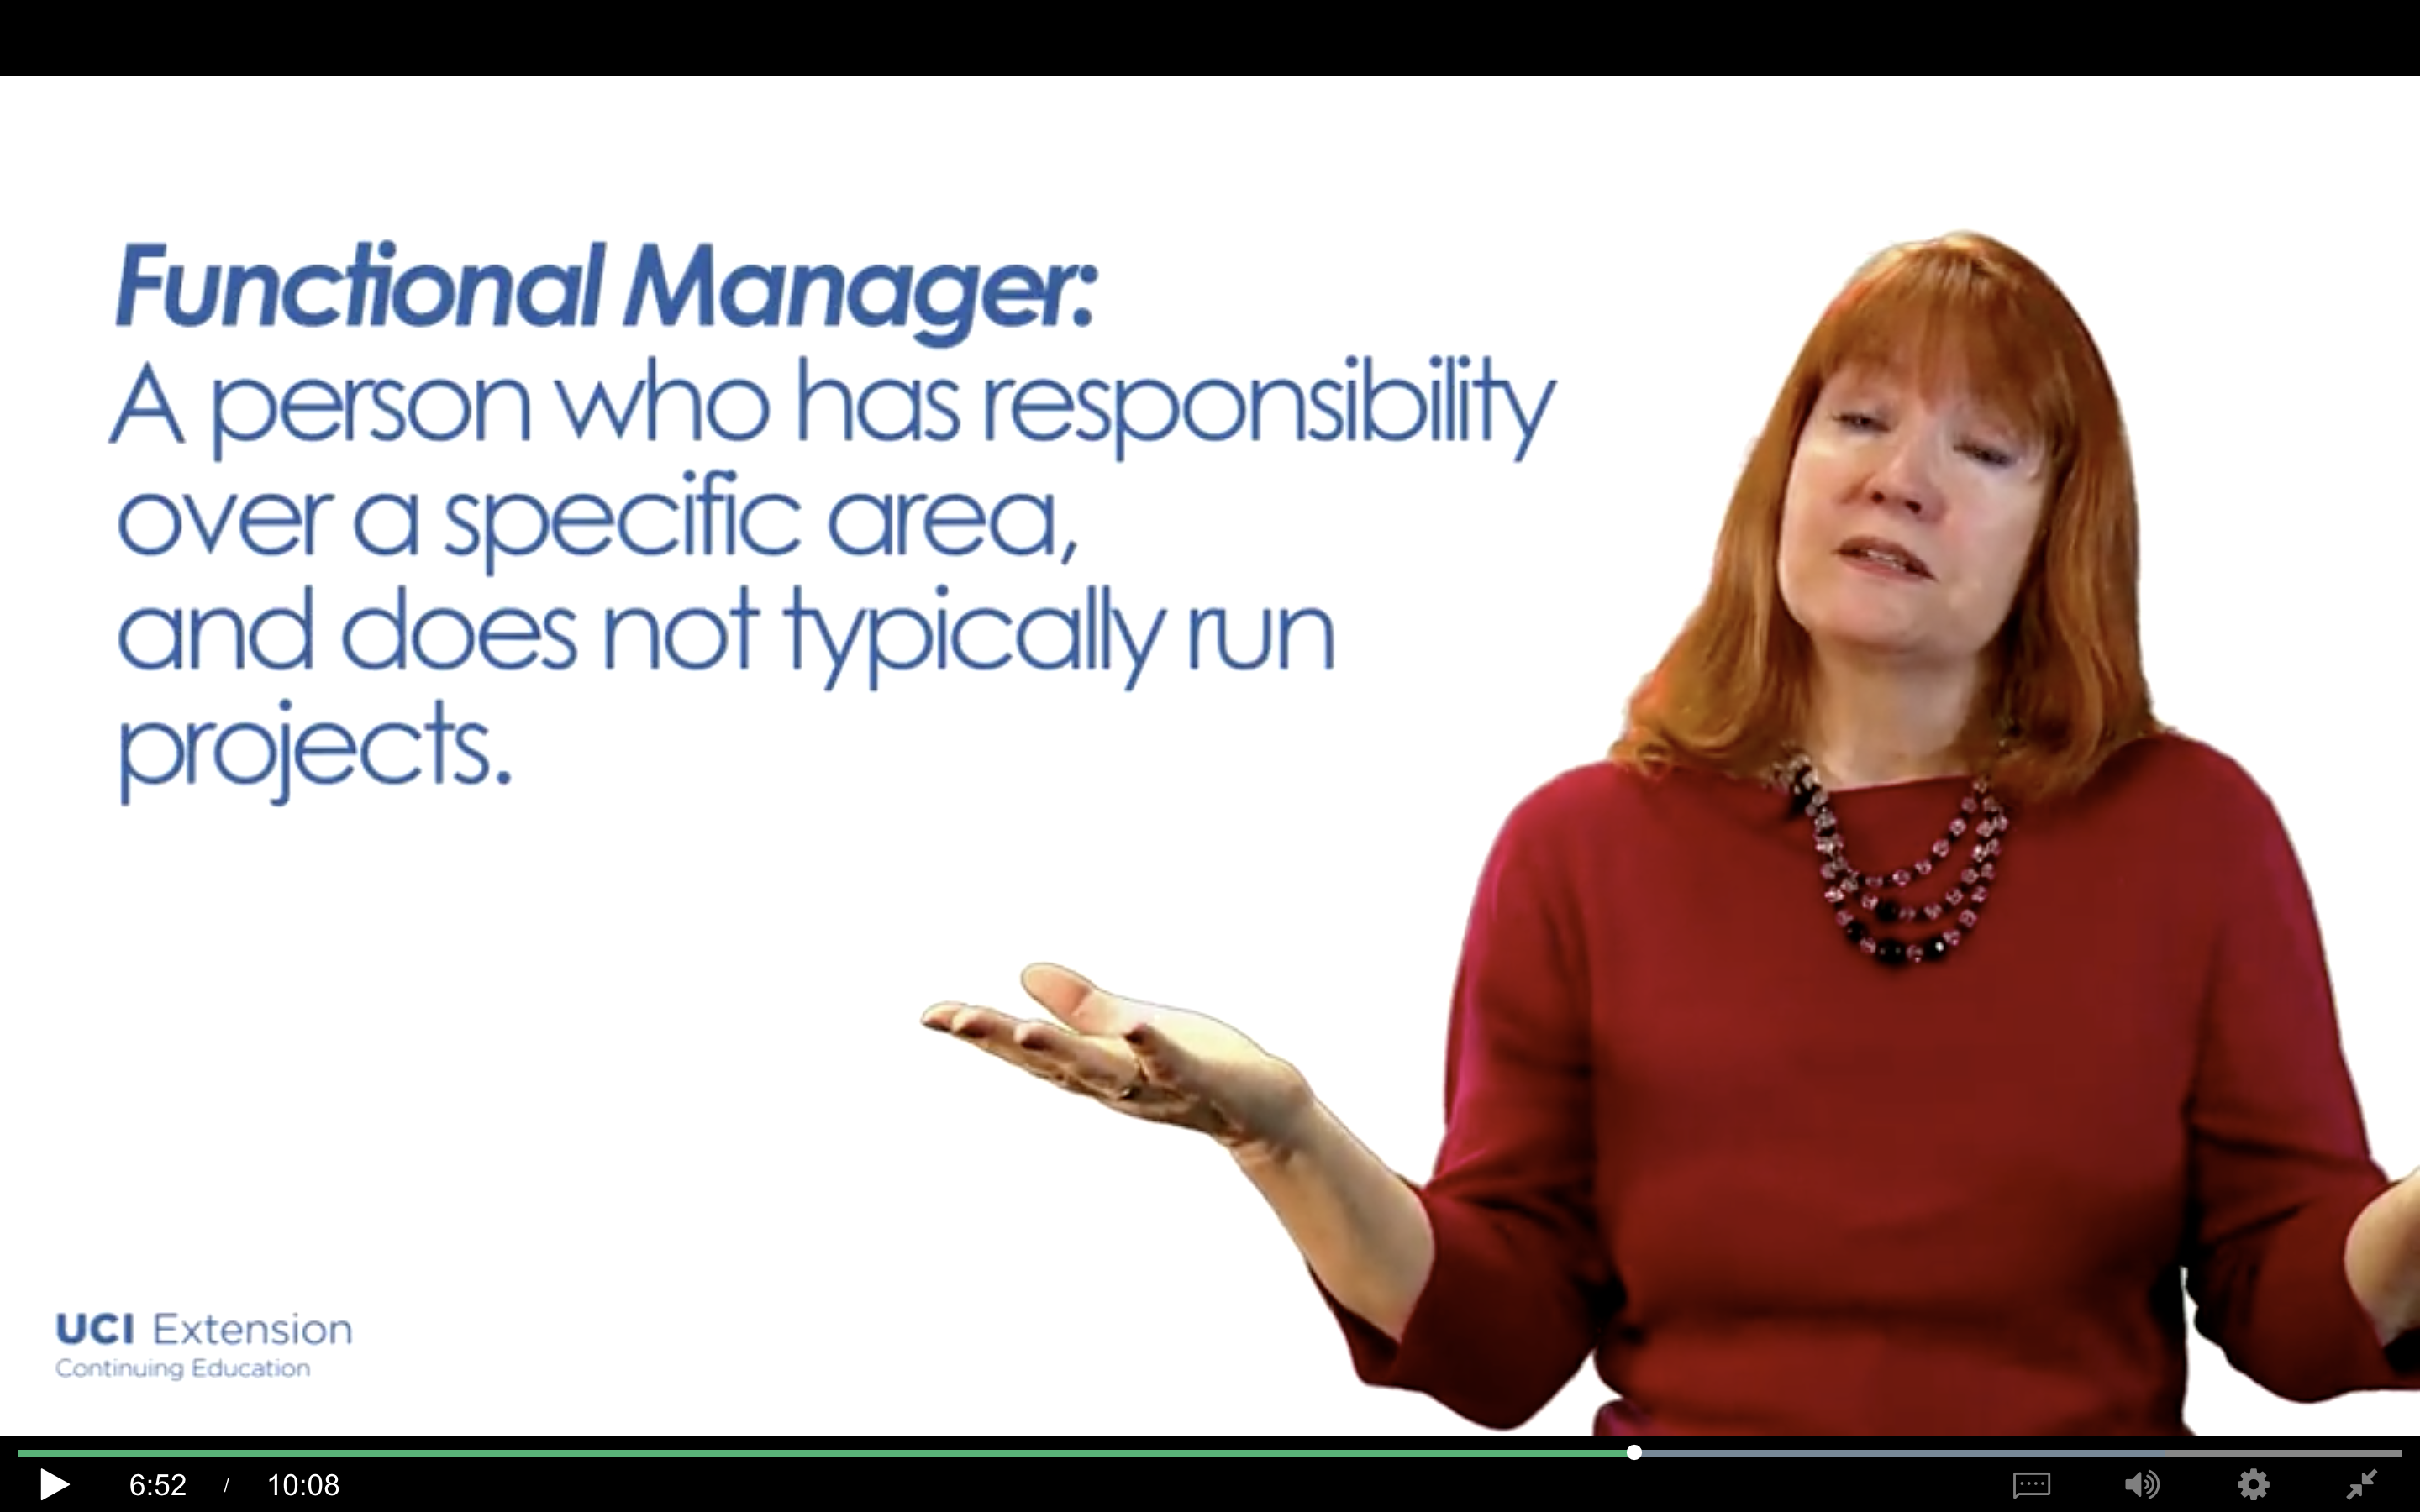 Functional Manager:
A person who has responsibility
over a specific area,
and does not typically run
projects.
UCI Extension
Continuing Education
6:52 / 10:08